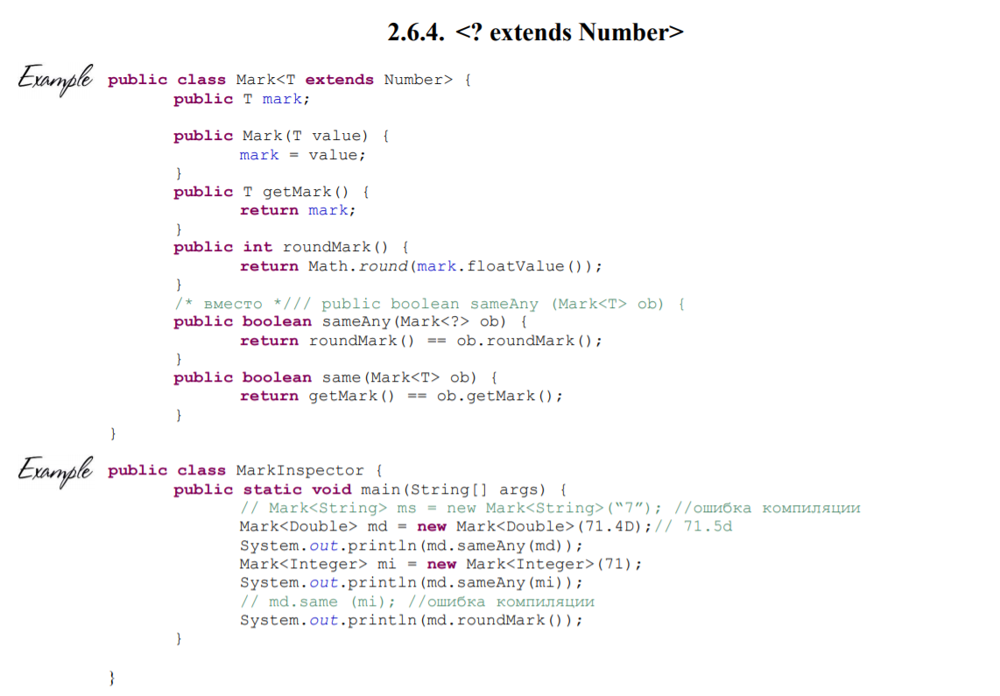 2.6.4. <? extends Number>
Example public class Mark<T extends Number> {
public T mark;
public Mark(T value) {
mark = value;
}
public T getMark() {
return mark;
}
public int roundMark() {
return Math.round(mark.floatValue());
}
/* вместо */// public boolean sameAny (Mark<T> ob) {
public boolean sameAny(Mark<?> ob) {
return roundMark() == ob.roundMark();
}
public boolean same(Mark<T> ob) {
return getMark() == ob.getMark();
}
}
Example public class MarkInspector {
public static void main(String[] args) {
// Mark<String> ms = new Mark<String>(“7”); //ошибка компиляции
Mark<Double> md = new Mark<Double>(71.4D);// 71.5d
System.out.println(md.sameAny(md));
Mark<Integer> mi = new Mark<Integer>(71);
System.out.println(md.sameAny(mi));
// md.same (mi); //ошибка компиляции
System.out.println(md.roundMark());
}
}